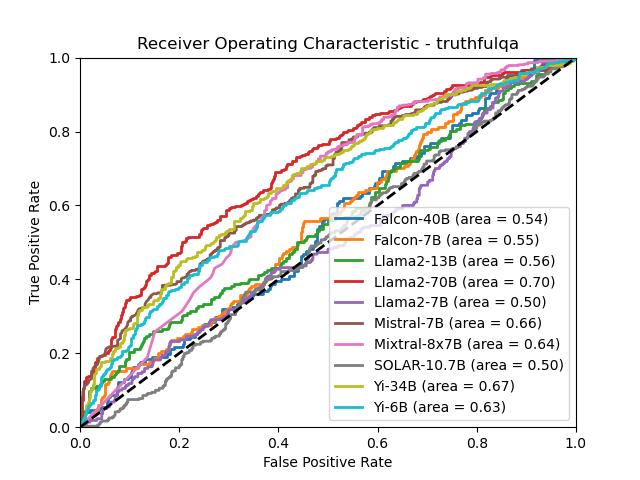 Receiver Operating Characteristic - truthfulqa
True Positive Rate
1.0
0.8
0.6
0.4
0.2
0.0
Falcon-40B (area = 0.54)
Falcon-7B (area = 0.55)
Llama2-13B (area = 0.56)
Llama2-70B (area = 0.70)
Llama2-7B (area = 0.50)
Mistral-7B (area = 0.66)
Mixtral-8x7B (area = 0.64)
SOLAR-10.7B (area = 0.50)
Yi-34B (area = 0.67)
Yi-6B (area = 0.63)
0.0 0.2 0.4 0.6 0.8 1.0
False Positive Rate